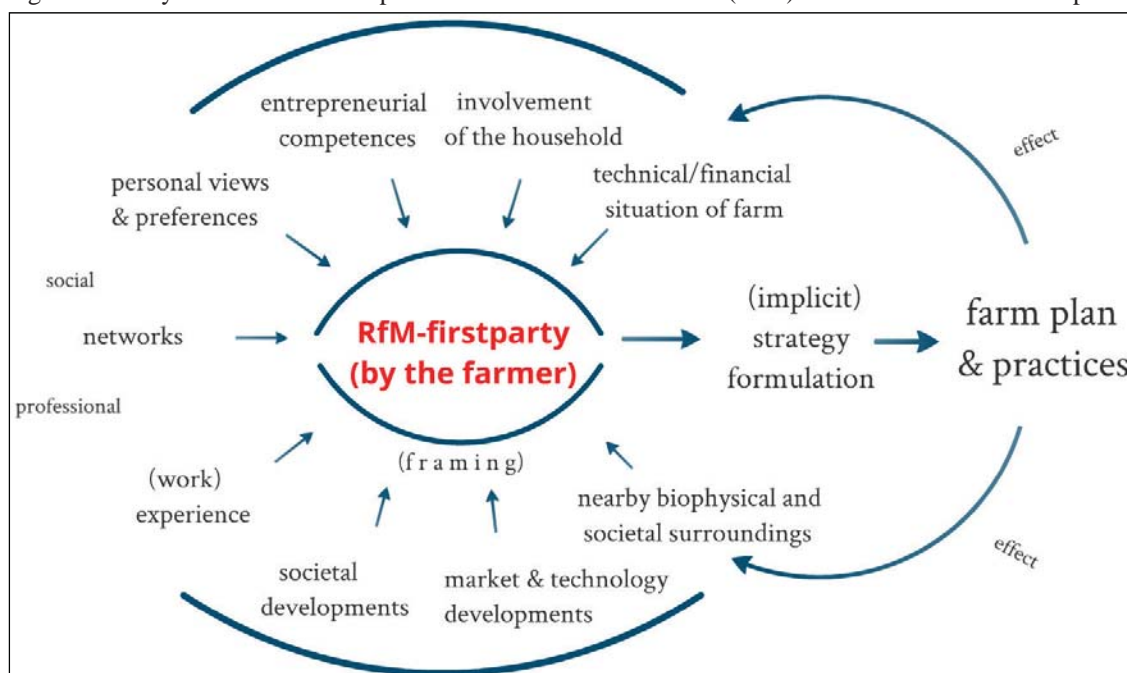 entrepreneurial
competences
involvement
of the household
personal views
& preferences
technical/financial
situation of farm
effect
social
networks
professional
RfM-firstparty
(by the farmer)
(implicit)
strategy
formulation
farm plan
& practices
(framing)
(work)
experience
nearby biophysical and
societal surroundings
effect
societal
developments
market & technology
developments